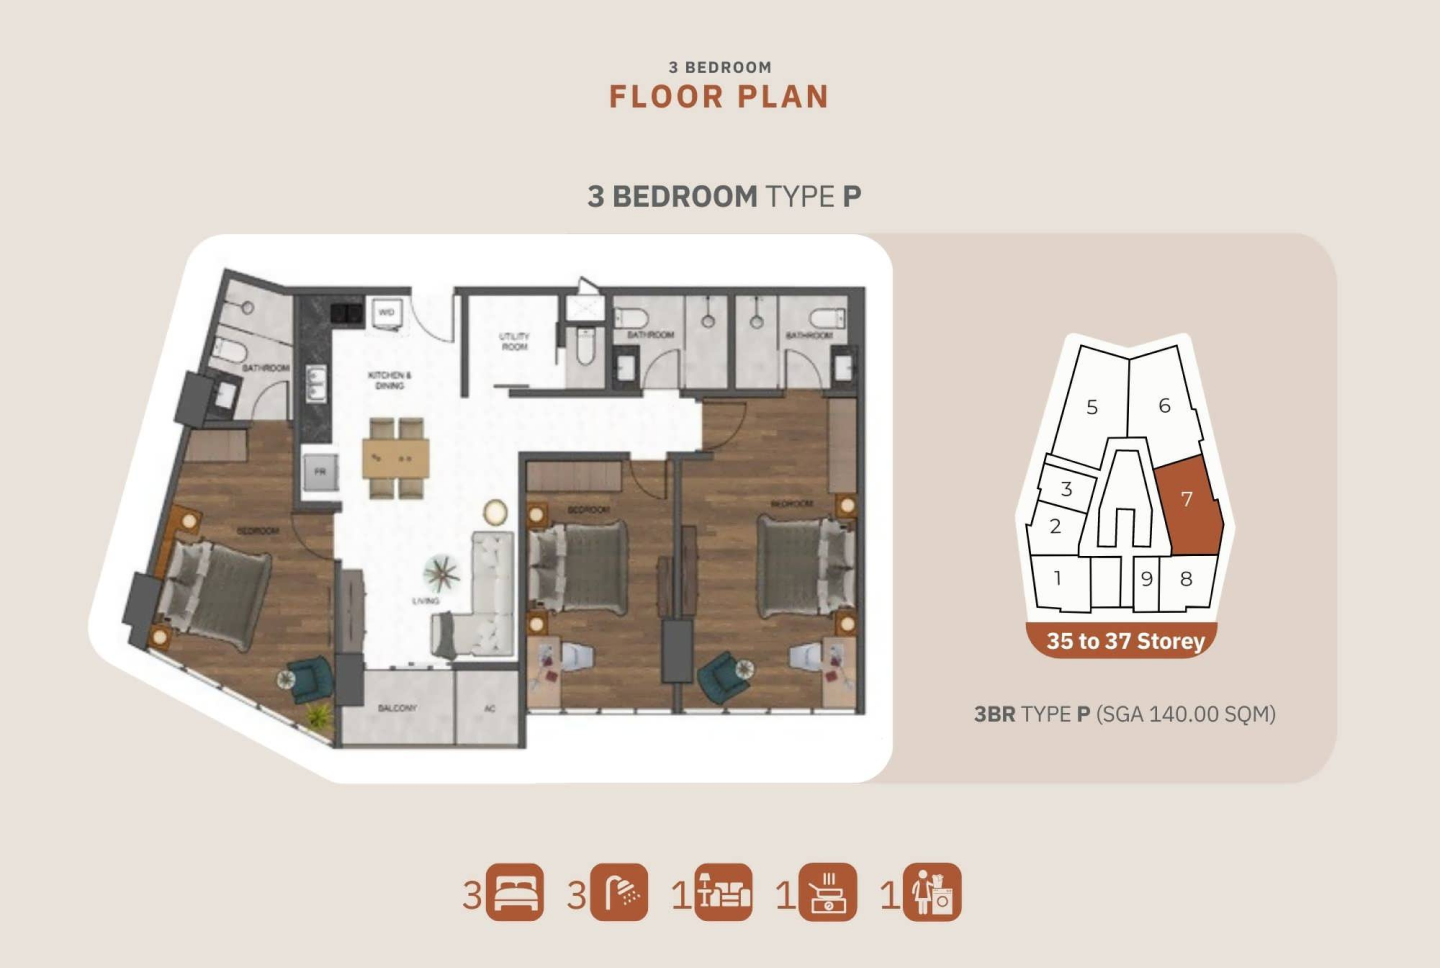 3 BEDROOM
FLOOR PLAN
3 BEDROOM TYPE P
W/D
UTILITY
ROOM
BATHROOM
BATHROOM
BATHROOM
KITCHEN &
DINING
FR
BEDROOM
BEDROOM
BEDROOM
LIVING
BALCONY
AC
5
6
3
7
2
1
9
8
35 to 37 Storey
3BR TYPE P (SGA 140.00 SQM)
3
3
1
1
1